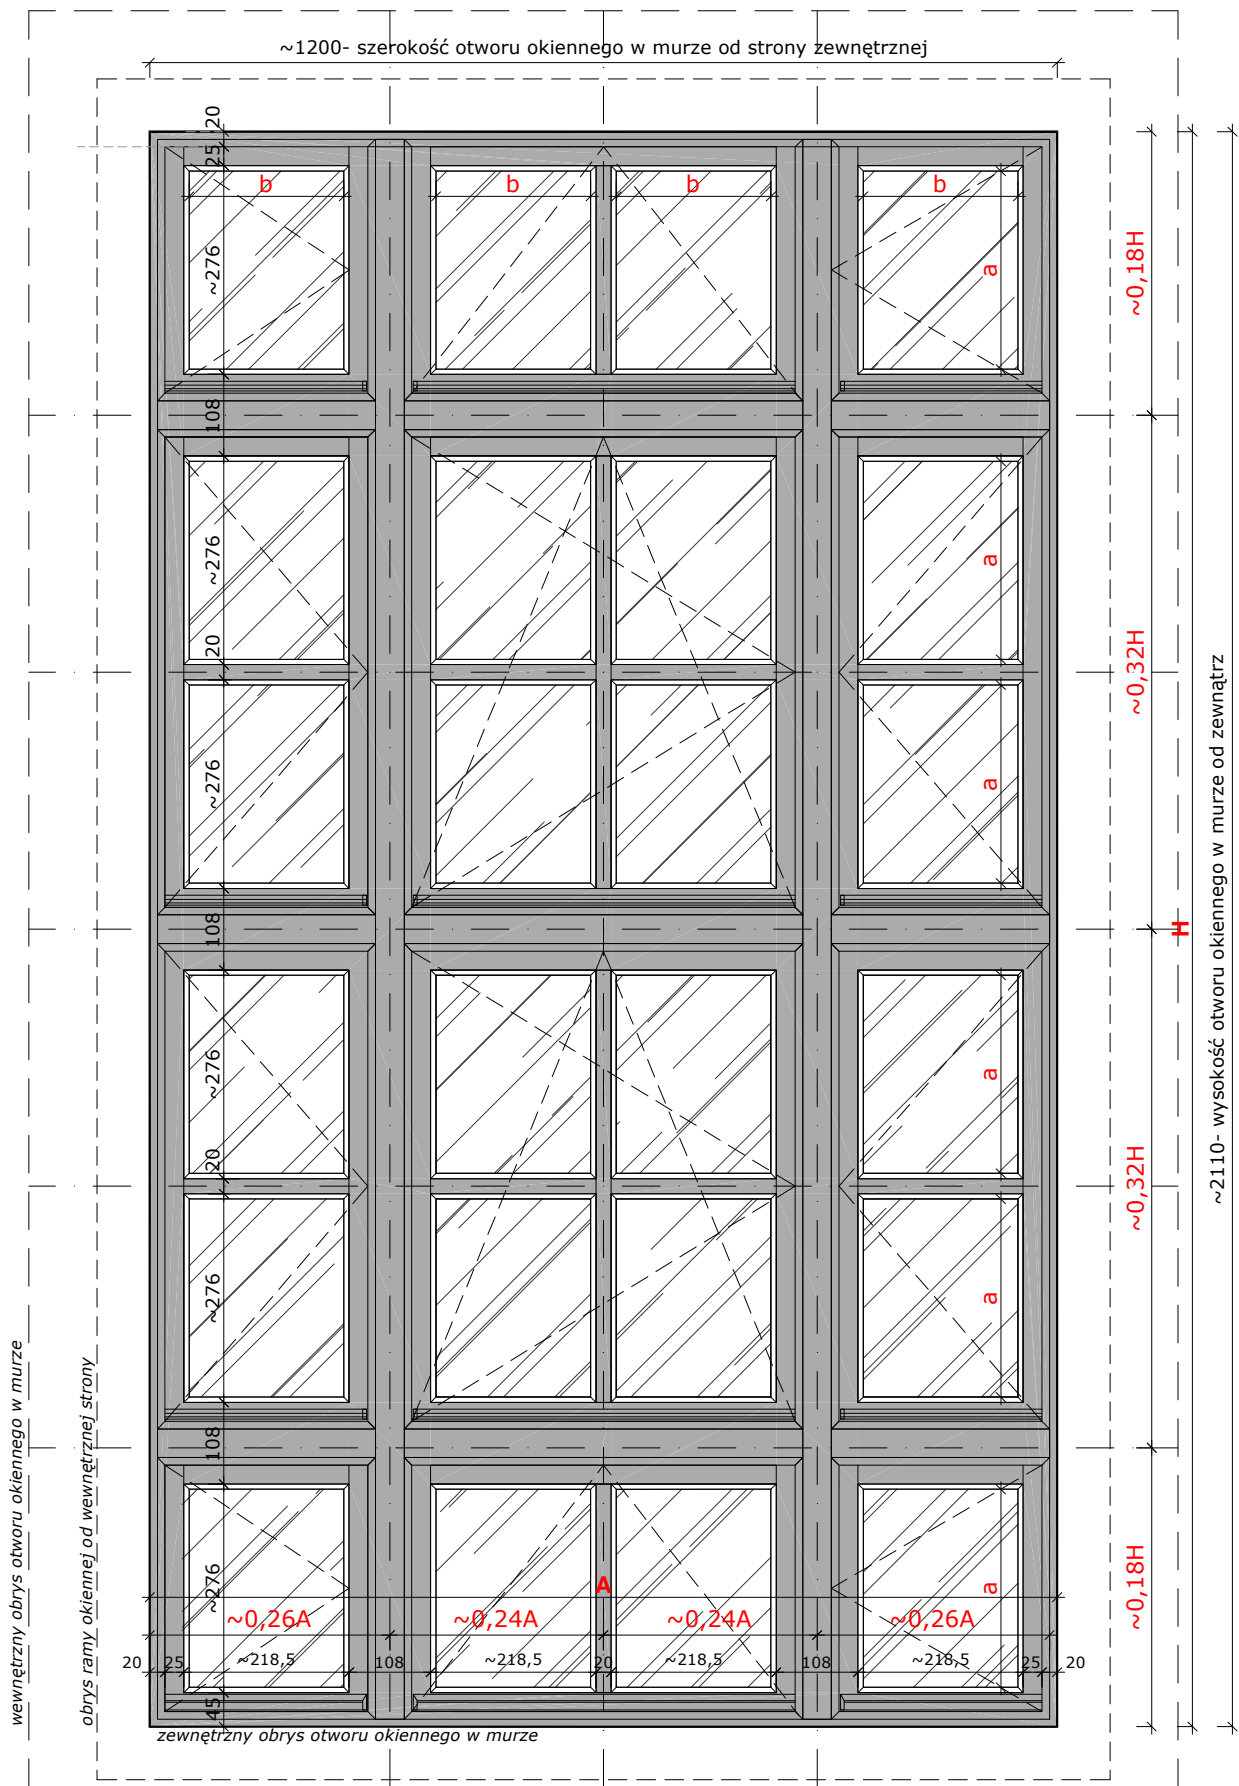 ~1200- szerokość otworu okiennego w murze od strony zewnętrznej
20
25
b
b
b
b
~276
a
~0,18H
108
~276
a
20
~0,32H
~276
a
108
H
~2110- wysokość otworu okiennego w murze od zewnątrz
~276
a
20
~0,32H
~276
a
108
~276
a
~0,18H
A
~0,26A
~0,24A
~0,24A
~0,26A
20
25
~218,5
108
~218,5
20
~218,5
108
~218,5
25
20
45
wewnętrzny obrys otworu okiennego w murze
obrys ramy okiennej od wewnętrznej strony
zewnętrzny obrys otworu okiennego w murze